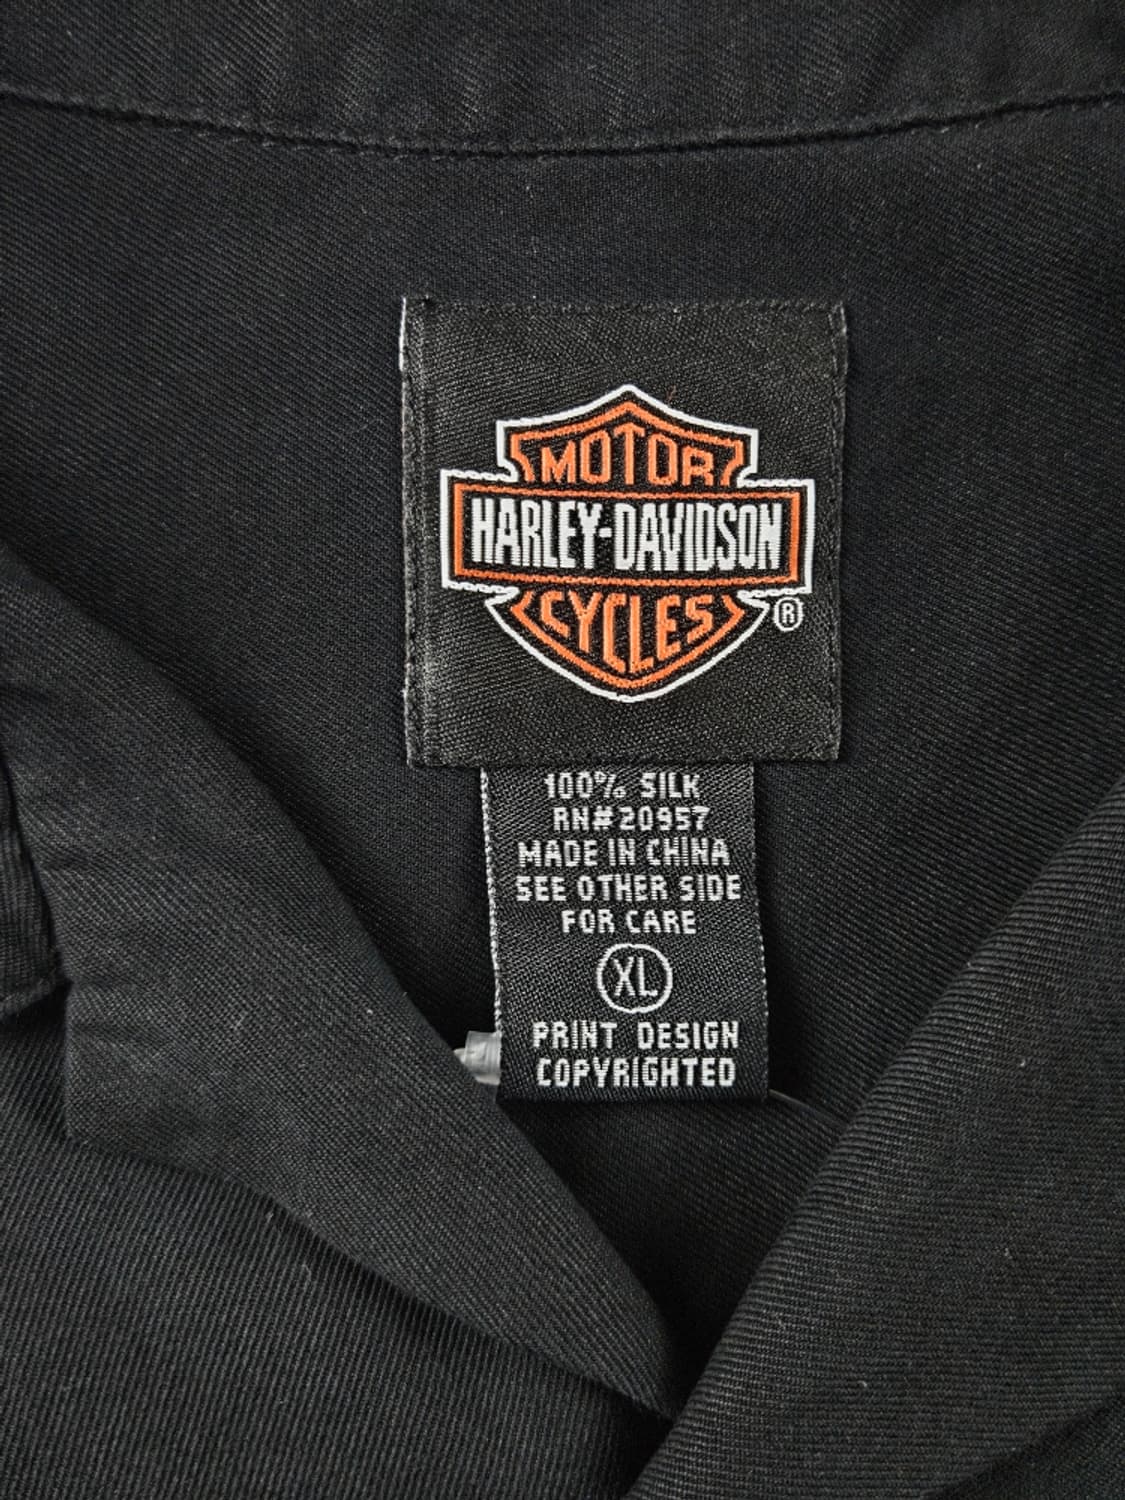 MOTOR
HARLEY-DAVIDSON
CYCLES
®
100% SILK
RN#20957
MADE IN CHINA
SEE OTHER SIDE
FOR CARE
XL
PRINT DESIGN
COPYRIGHTED